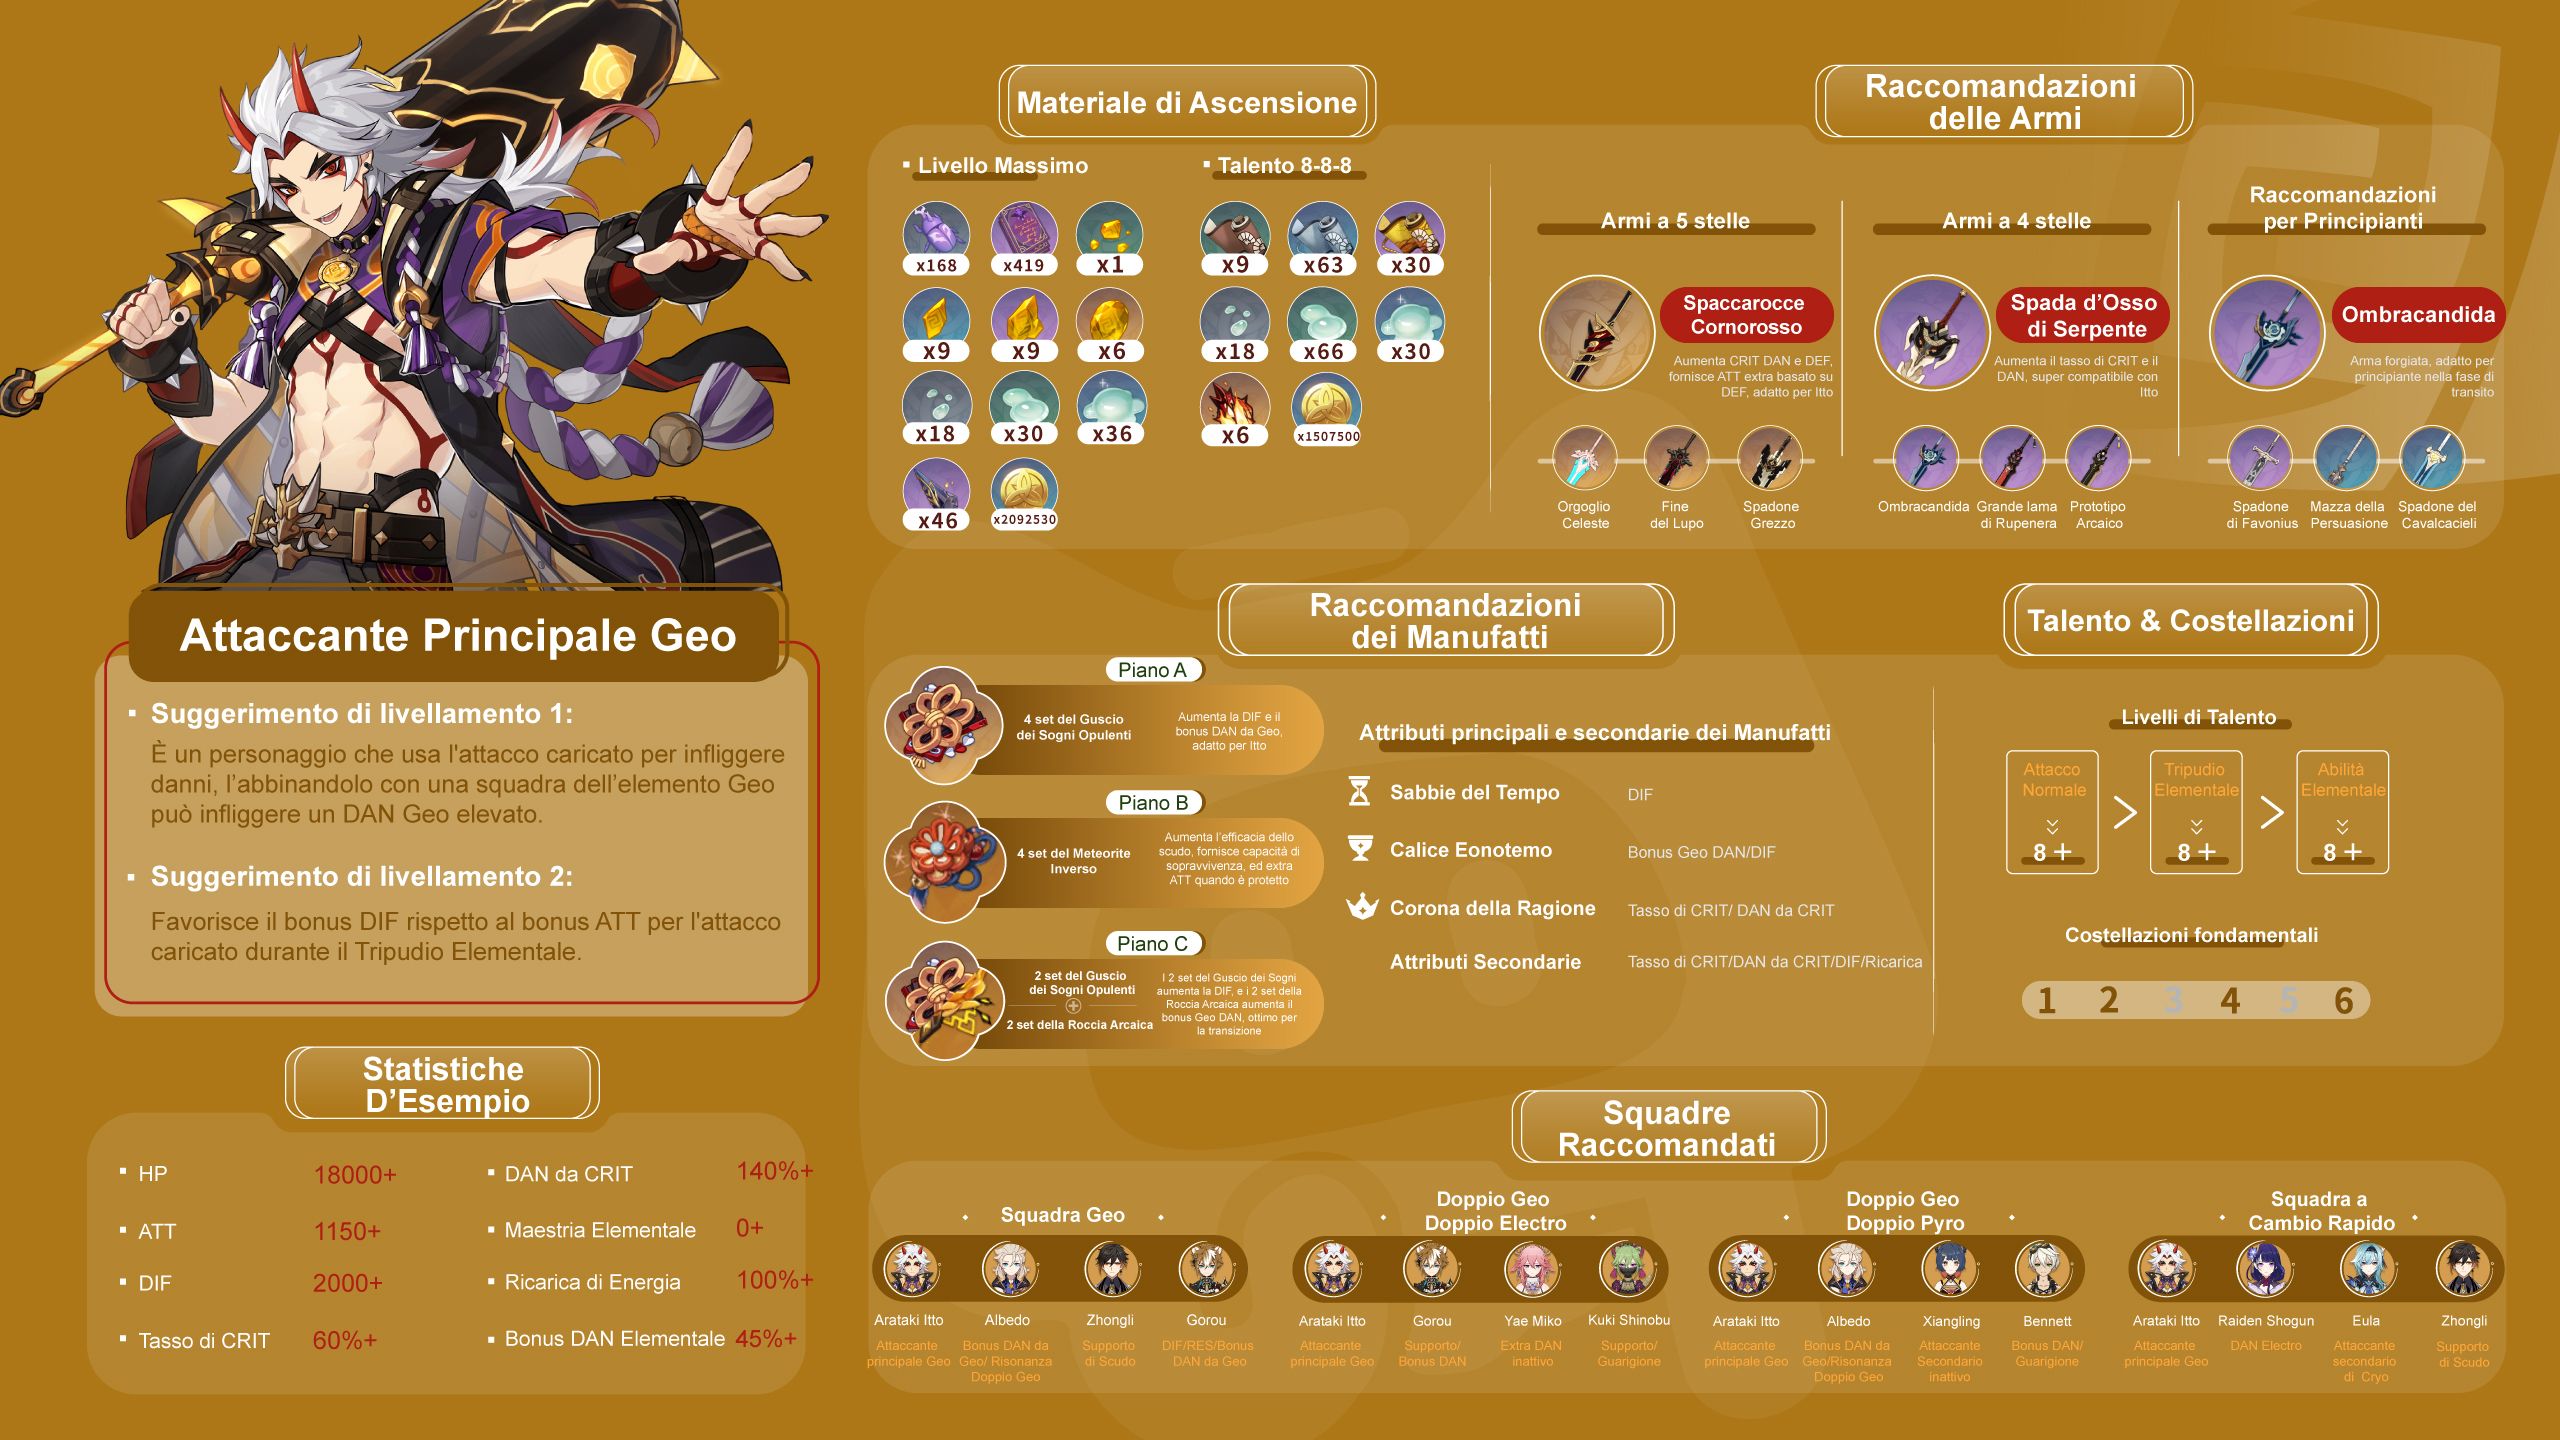 Attaccante Principale Geo
Suggerimento di livellamento 1:
È un personaggio che usa l'attacco caricato per infliggere
danni, l’abbinandolo con una squadra dell’elemento Geo
può infliggere un DAN Geo elevato.
Suggerimento di livellamento 2:
Favorisce il bonus DIF rispetto al bonus ATT per l'attacco
caricato durante il Tripudio Elementale.
Statistiche
D’Esempio
HP 18000+
ATT 1150+
DIF 2000+
Tasso di CRIT 60%+
DAN da CRIT 140%+
Maestria Elementale 0+
Ricarica di Energia 100%+
Bonus DAN Elementale 45%+
Materiale di Ascensione
Livello Massimo
x168 x419 x1
x9 x9 x6
x18 x30 x36
x46 x2092530
Talento 8-8-8
x9 x63 x30
x18 x66 x30
x6 x1507500
Raccomandazioni
delle Armi
Armi a 5 stelle
Spaccarocce
Cornorosso
Aumenta CRIT DAN e DEF,
fornisce ATT extra basato su
DEF, adatto per Itto
Orgoglio
Celeste
Fine
del Lupo
Spadone
Grezzo
Armi a 4 stelle
Spada d’Osso
di Serpente
Aumenta il tasso di CRIT e il
DAN, super compatibile con
Itto
Ombracandida
Grande lama
di Rupenera
Prototipo
Arcaico
Raccomandazioni
per Principianti
Ombracandida
Arma forgiata, adatto per
principiante nella fase di
transito
Spadone
di Favonius
Mazza della
Persuasione
Spadone del
Cavalcacieli
Raccomandazioni
dei Manufatti
Piano A
4 set del Guscio
dei Sogni Opulenti
Aumenta la DIF e il
bonus DAN da Geo,
adatto per Itto
Piano B
4 set del Meteorite
Inverso
Aumenta l’efficacia dello
scudo, fornisce capacità di
sopravvivenza, ed extra
ATT quando è protetto
Piano C
2 set del Guscio
dei Sogni Opulenti
2 set della Roccia Arcaica
I 2 set del Guscio dei Sogni
aumenta la DIF, e i 2 set della
Roccia Arcaica aumenta il
bonus Geo DAN, ottimo per
la transizione
Attributi principali e secondarie dei Manufatti
Sabbie del Tempo DIF
Calice Eonotemo Bonus Geo DAN/DIF
Corona della Ragione Tasso di CRIT/ DAN da CRIT
Attributi Secondarie Tasso di CRIT/DAN da CRIT/DIF/Ricarica
Talento & Costellazioni
Livelli di Talento
Attacco
Normale
8 +
>
Tripudio
Elementale
8 +
>
Abilità
Elementale
8 +
Costellazioni fondamentali
1 2 3 4 5 6
Squadre
Raccomandati
Squadra Geo
Arataki Itto
Attaccante
principale Geo
Albedo
Bonus DAN da
Geo/ Risonanza
Doppio Geo
Zhongli
Supporto
di Scudo
Gorou
DIF/RES/Bonus
DAN da Geo
Doppio Geo
Doppio Electro
Arataki Itto
Attaccante
principale Geo
Gorou
Supporto/
Bonus DAN
Yae Miko
Extra DAN
inattivo
Kuki Shinobu
Supporto/
Guarigione
Doppio Geo
Doppio Pyro
Arataki Itto
Attaccante
principale Geo
Albedo
Bonus DAN da
Geo/Risonanza
Doppio Geo
Xiangling
Attaccante
Secondario
inattivo
Bennett
Bonus DAN/
Guarigione
Squadra a
Cambio Rapido
Arataki Itto
Attaccante
principale Geo
Raiden Shogun
DAN Electro
Eula
Attaccante
secondario
di Cryo
Zhongli
Supporto
di Scudo